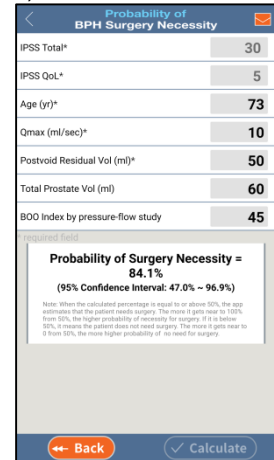 Probability of
BPH Surgery Necessity
IPSS Total* 30
IPSS QoL* 5
Age (yr)* 73
Qmax (ml/sec)* 10
Postvoid Residual Vol (ml)* 50
Total Prostate Vol (ml) 60
BOO Index by pressure-flow study 45
* required field
Probability of Surgery Necessity =
84.1%
(95% Confidence Interval: 47.0% ~ 96.9%)
Note: When the calculated percentage is equal to or above 50%, the app
estimates that the patient needs surgery. The more it gets near to 100%
from 50%, the higher probability of necessity for surgery. If it is below
50%, it means the patient does not need surgery. The more it gets near to
0 from 50%, the more higher probability of no need for surgery.
Back
Calculate